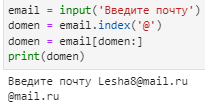 email = input('Введите почту')
domen = email.index('@')
domen = email[domen:]
print(domen)
Введите почту Lesha8@mail.ru
@mail.ru